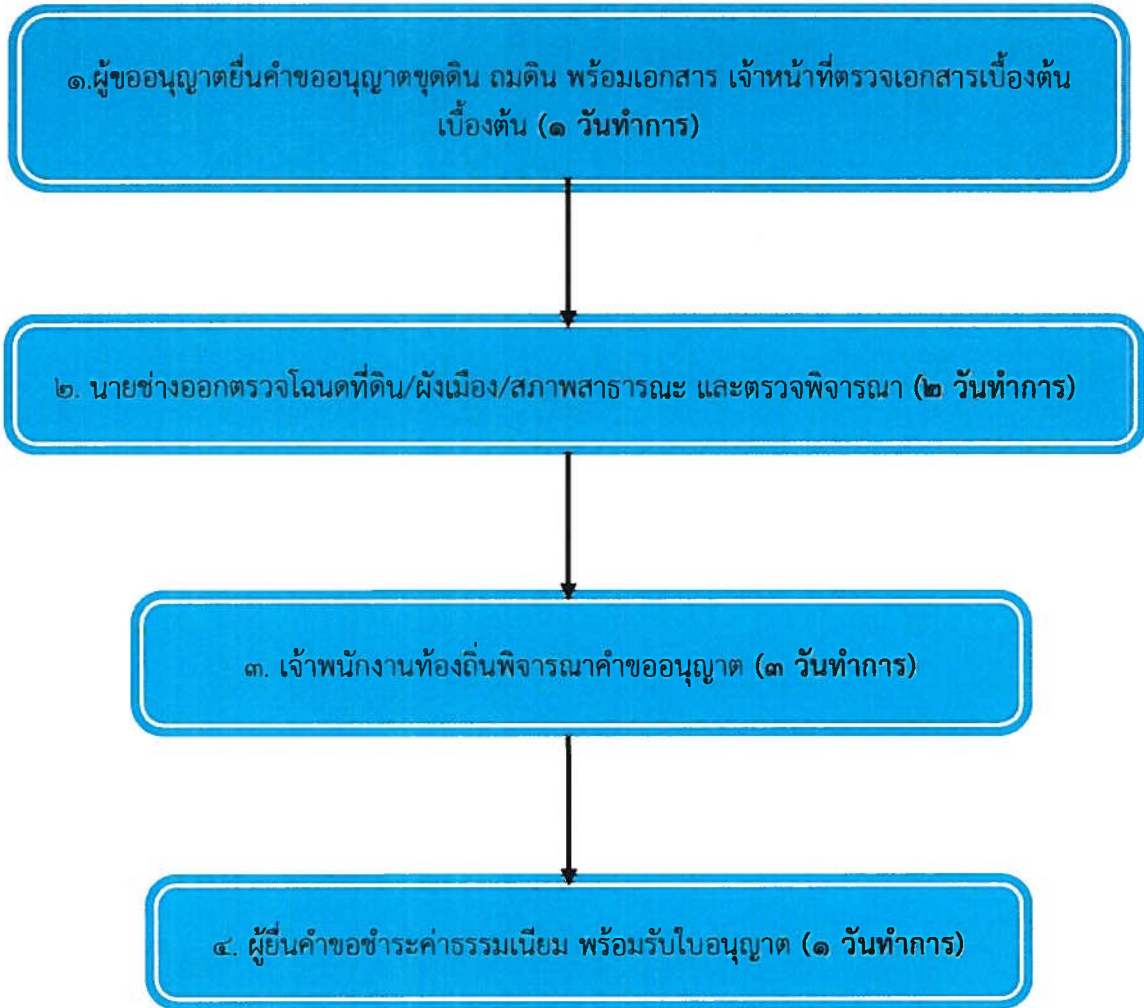 ๑.ผู้ขออนุญาตยื่นคำขออนุญาตขุดดิน ถมดิน พร้อมเอกสาร เจ้าหน้าที่ตรวจเอกสารเบื้องต้น
เบื้องต้น (๑ วันทำการ)
๒. นายช่างออกตรวจโฉนดที่ดิน/ผังเมือง/สภาพสาธารณะ และตรวจพิจารณา (๒ วันทำการ)
๓. เจ้าพนักงานท้องถิ่นพิจารณาคำขออนุญาต (๓ วันทำการ)
๔. ผู้ยื่นคำขอชำระค่าธรรมเนียม พร้อมรับใบอนุญาต (๑ วันทำการ)